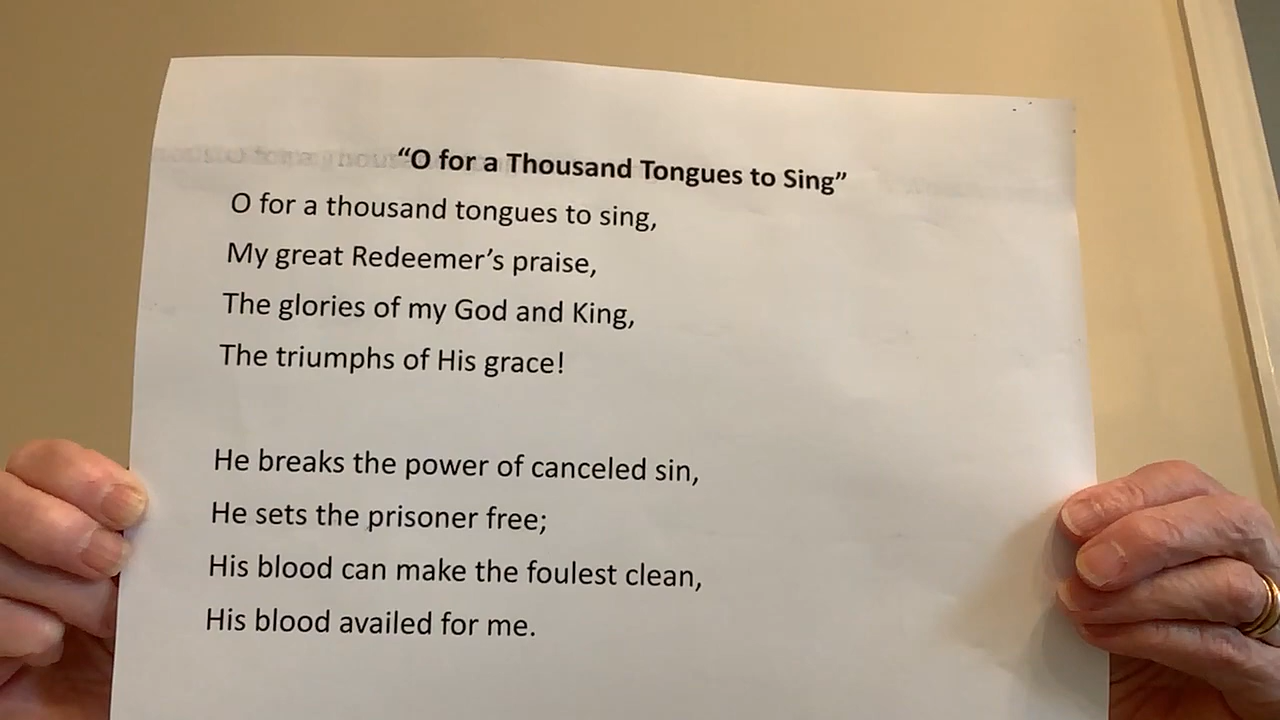 “O for a Thousand Tongues to Sing”
O for a thousand tongues to sing,
My great Redeemer’s praise,
The glories of my God and King,
The triumphs of His grace!
He breaks the power of canceled sin,
He sets the prisoner free;
His blood can make the foulest clean,
His blood availed for me.